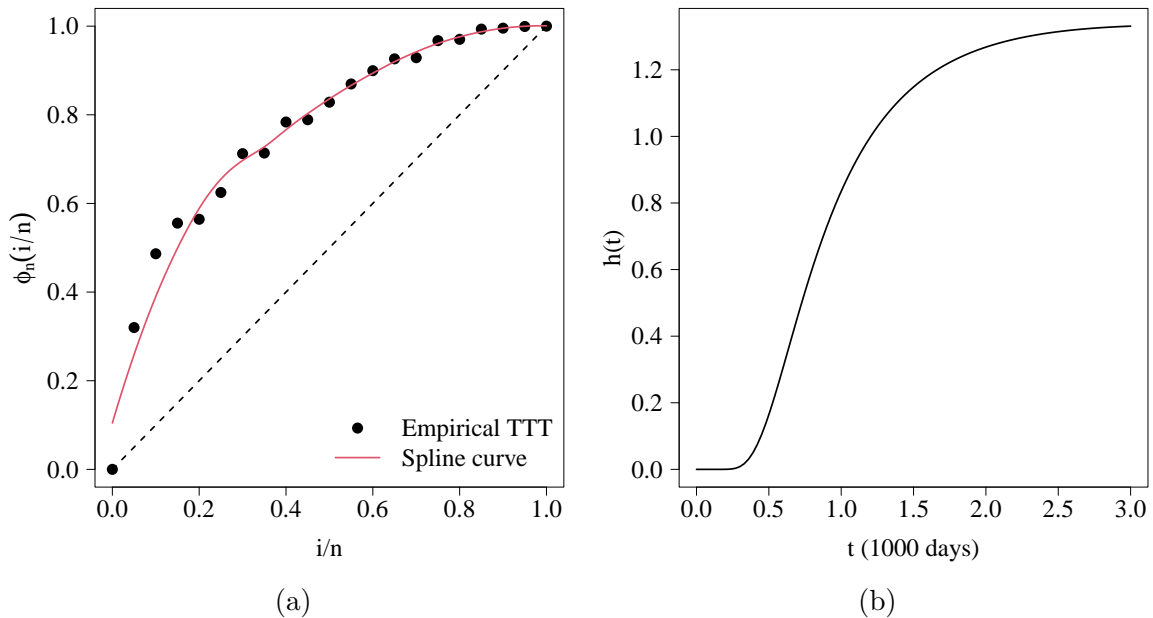 1.0
0.8
0.6
0.4
0.2
0.0
ϕn(i/n)
Empirical TTT
Spline curve
0.0 0.2 0.4 0.6 0.8 1.0
i/n
(a)
1.2
1.0
0.8
0.6
0.4
0.2
0.0
h(t)
0.0 0.5 1.0 1.5 2.0 2.5 3.0
t (1000 days)
(b)